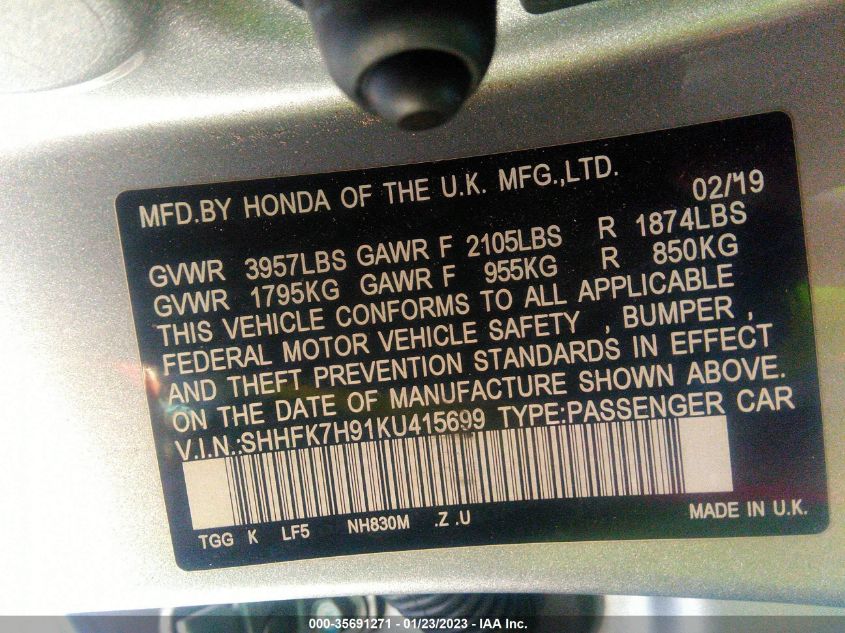 MFD.BY HONDA OF THE U.K. MFG.,LTD. 02/19
GVWR 3957LBS GAWR F 2105LBS R 1874LBS
GVWR 1795KG GAWR F 955KG R 850KG
THIS VEHICLE CONFORMS TO ALL APPLICABLE
FEDERAL MOTOR VEHICLE SAFETY , BUMPER ,
AND THEFT PREVENTION STANDARDS IN EFFECT
ON THE DATE OF MANUFACTURE SHOWN ABOVE.
V.I.N.:SHHFK7H91KU415699 TYPE:PASSENGER CAR
TGG K LF5 NH830M .Z .U MADE IN U.K.
000-35691271 - 01/23/2023 - IAA Inc.